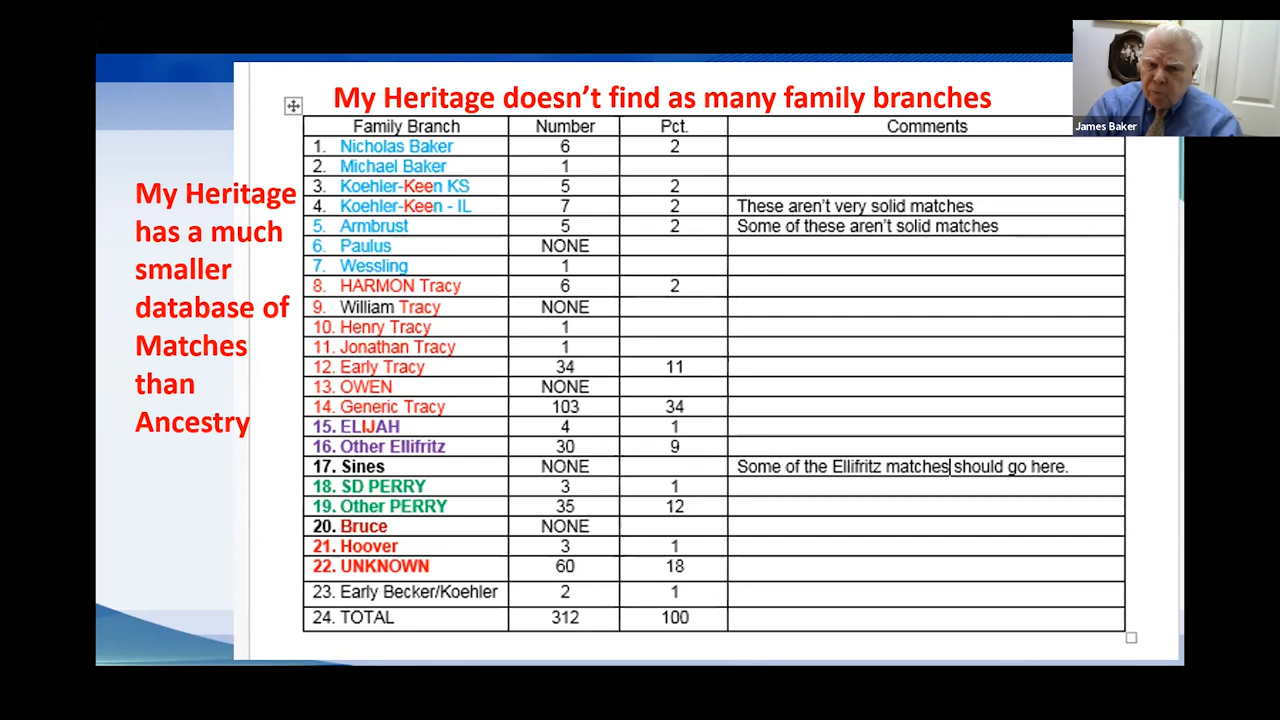 My Heritage doesn't find as many family branches
James Baker
My Heritage
has a much
smaller
database of
Matches
than
Ancestry
Family Branch Number Pct. Comments
1. Nicholas Baker 6 2
2. Michael Baker 1
3. Koehler-Keen KS 5 2
4. Koehler-Keen - IL 7 2 These aren't very solid matches
5. Armbrust 5 2 Some of these aren't solid matches
6. Paulus NONE
7. Wessling 1
8. HARMON Tracy 6 2
9. William Tracy NONE
10. Henry Tracy 1
11. Jonathan Tracy 1
12. Early Tracy 34 11
13. OWEN NONE
14. Generic Tracy 103 34
15. ELIJAH 4 1
16. Other Ellifritz 30 9
17. Sines NONE Some of the Ellifritz matches should go here.
18. SD PERRY 3 1
19. Other PERRY 35 12
20. Bruce NONE
21. Hoover 3 1
22. UNKNOWN 60 18
23. Early Becker/Koehler 2 1
24. TOTAL 312 100